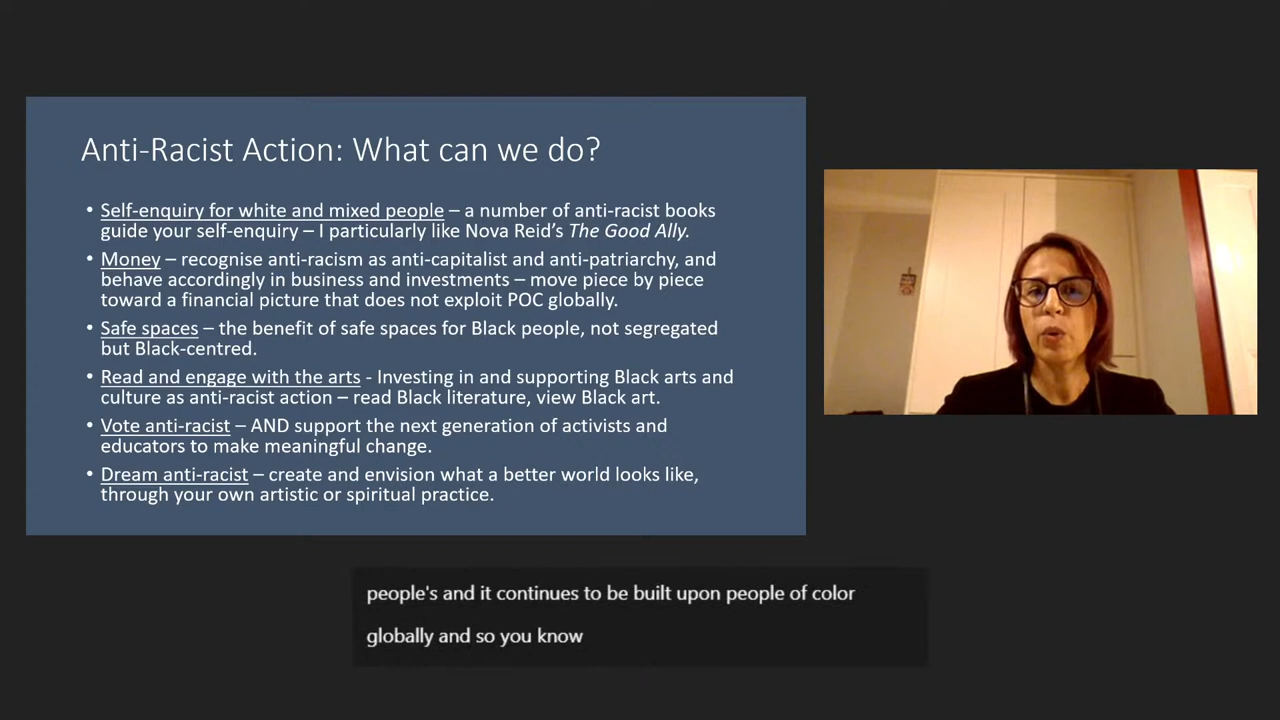 Anti-Racist Action: What can we do?
• Self-enquiry for white and mixed people – a number of anti-racist books
guide your self-enquiry – I particularly like Nova Reid's The Good Ally.
• Money – recognise anti-racism as anti-capitalist and anti-patriarchy, and
behave accordingly in business and investments – move piece by piece
toward a financial picture that does not exploit POC globally.
• Safe spaces – the benefit of safe spaces for Black people, not segregated
but Black-centred.
• Read and engage with the arts - Investing in and supporting Black arts and
culture as anti-racist action – read Black literature, view Black art.
• Vote anti-racist – AND support the next generation of activists and
educators to make meaningful change.
• Dream anti-racist – create and envision what a better world looks like,
through your own artistic or spiritual practice.
people's and it continues to be built upon people of color
globally and so you know